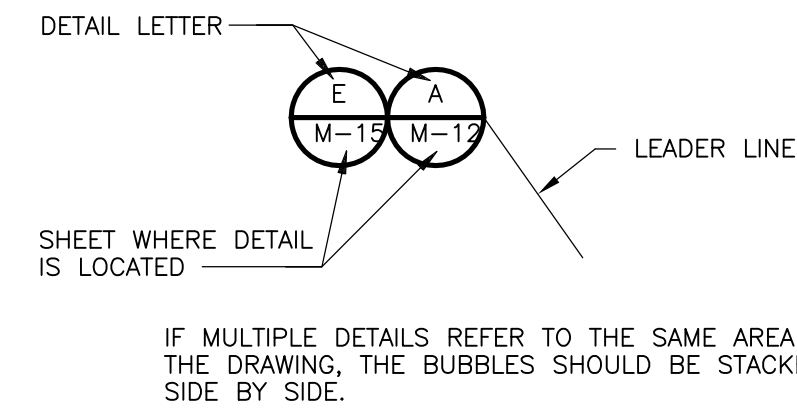 DETAIL LETTER
E A
M-15 M-12
LEADER LINE
SHEET WHERE DETAIL
IS LOCATED
IF MULTIPLE DETAILS REFER TO THE SAME AREA
THE DRAWING, THE BUBBLES SHOULD BE
SIDE BY SIDE.